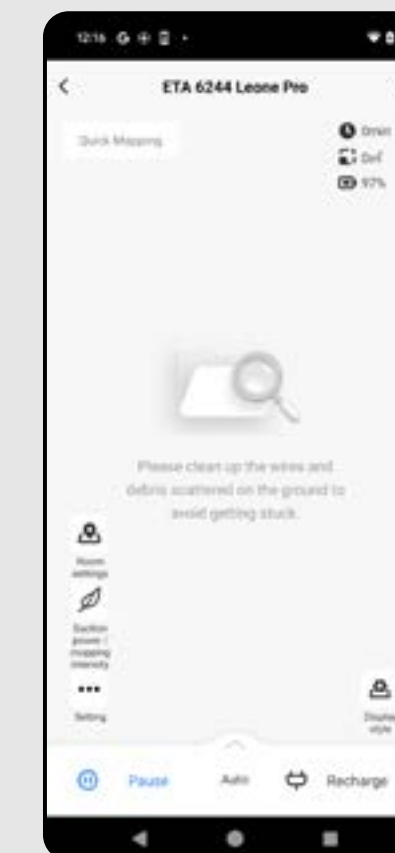 12:16 G
ETA 6244 Leone Pro
Quick Mapping
0min
0㎡
97%
Please clean up the wires and
debris scattered on the ground to
avoid getting stuck.
Room
settings
Suction
power /
mopping
intensity
Setting
Display
style
Pause
Auto
Recharge